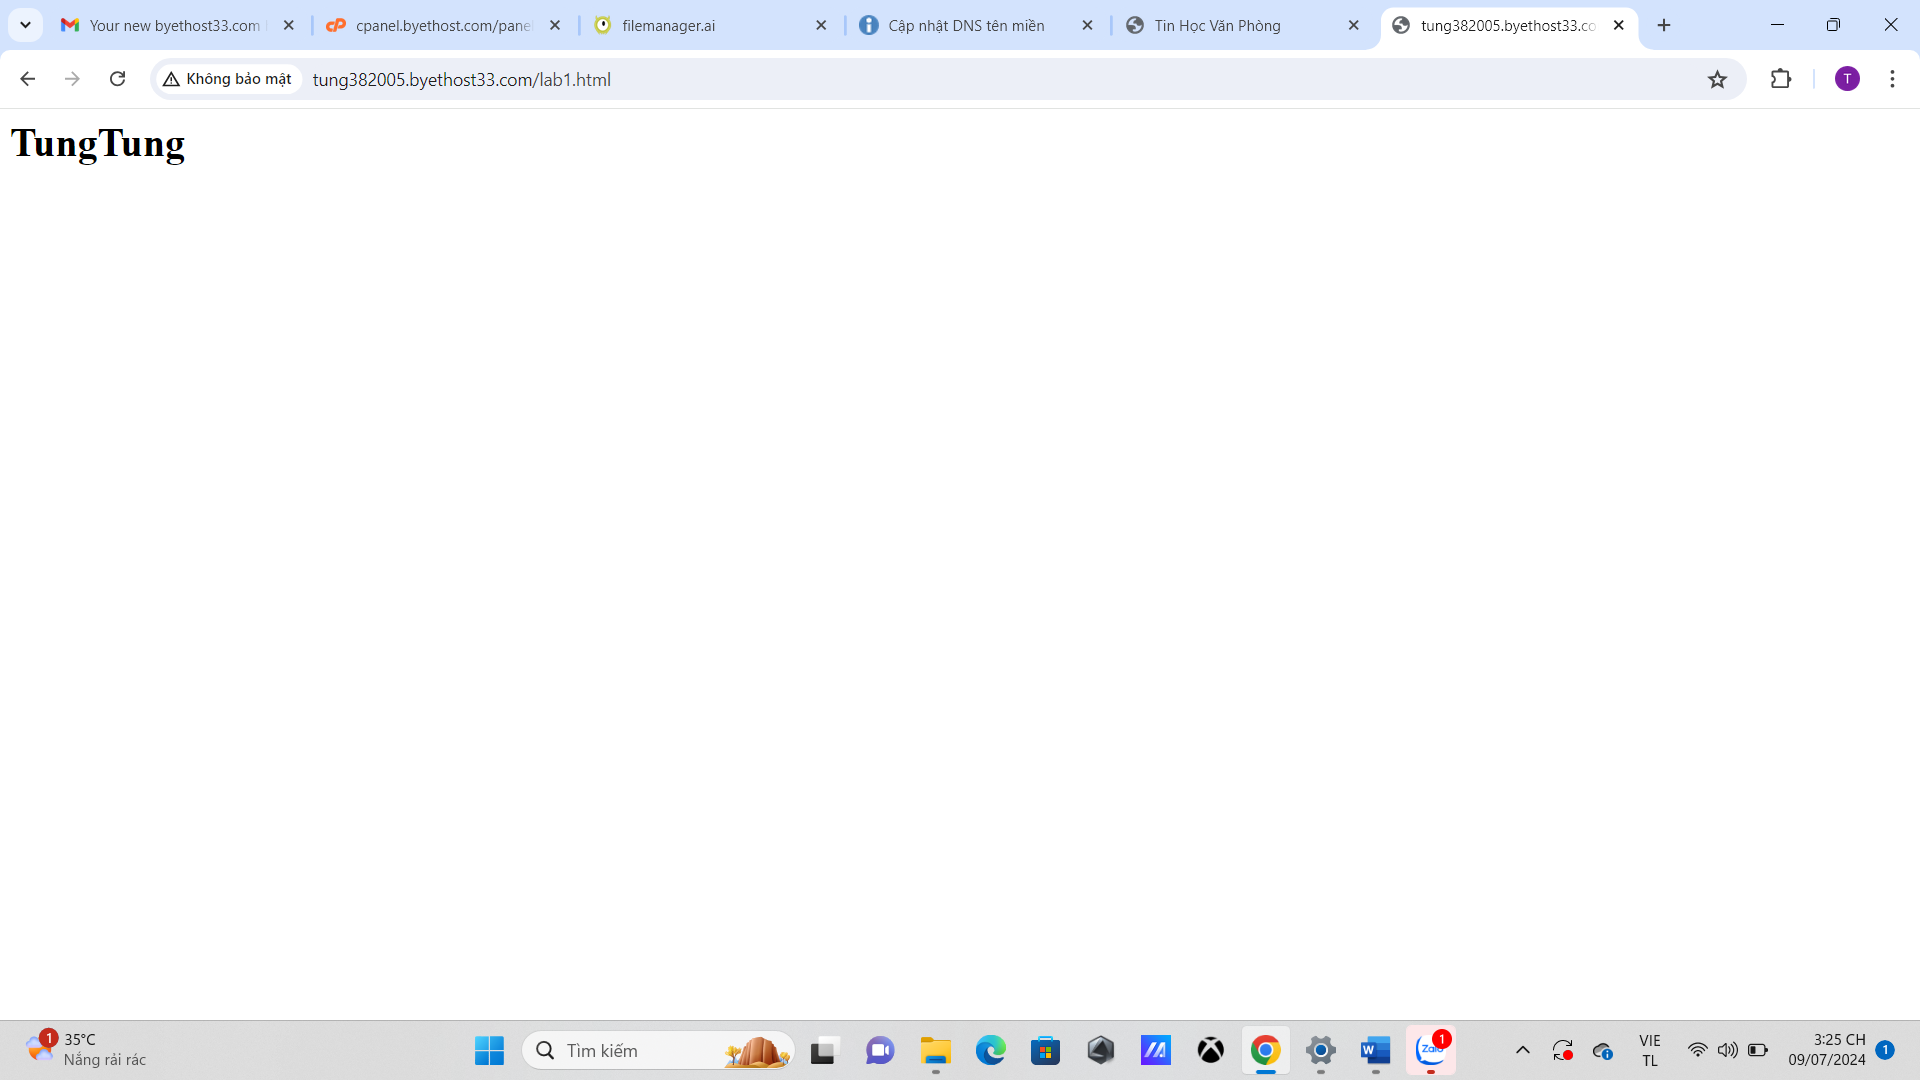 Your new byethost33.com
cpanel.byethost.com/pane
filemanager.ai
Cập nhật DNS tên miền
Tin Học Văn Phòng
tung382005.byethost33.co
Không bảo mật
tung382005.byethost33.com/lab1.html
T
TungTung
1
35°C
Nắng rải rác
Tìm kiếm
W
Zalo
1
VIE
TL
3:25 CH
09/07/2024
1